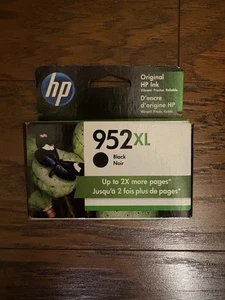 hp
Original
HP Ink
D'encre
d'origine HP
952XL
Black
Noir
Up to 2X more pages*
Jusqu'à 2 fois plus de pages*